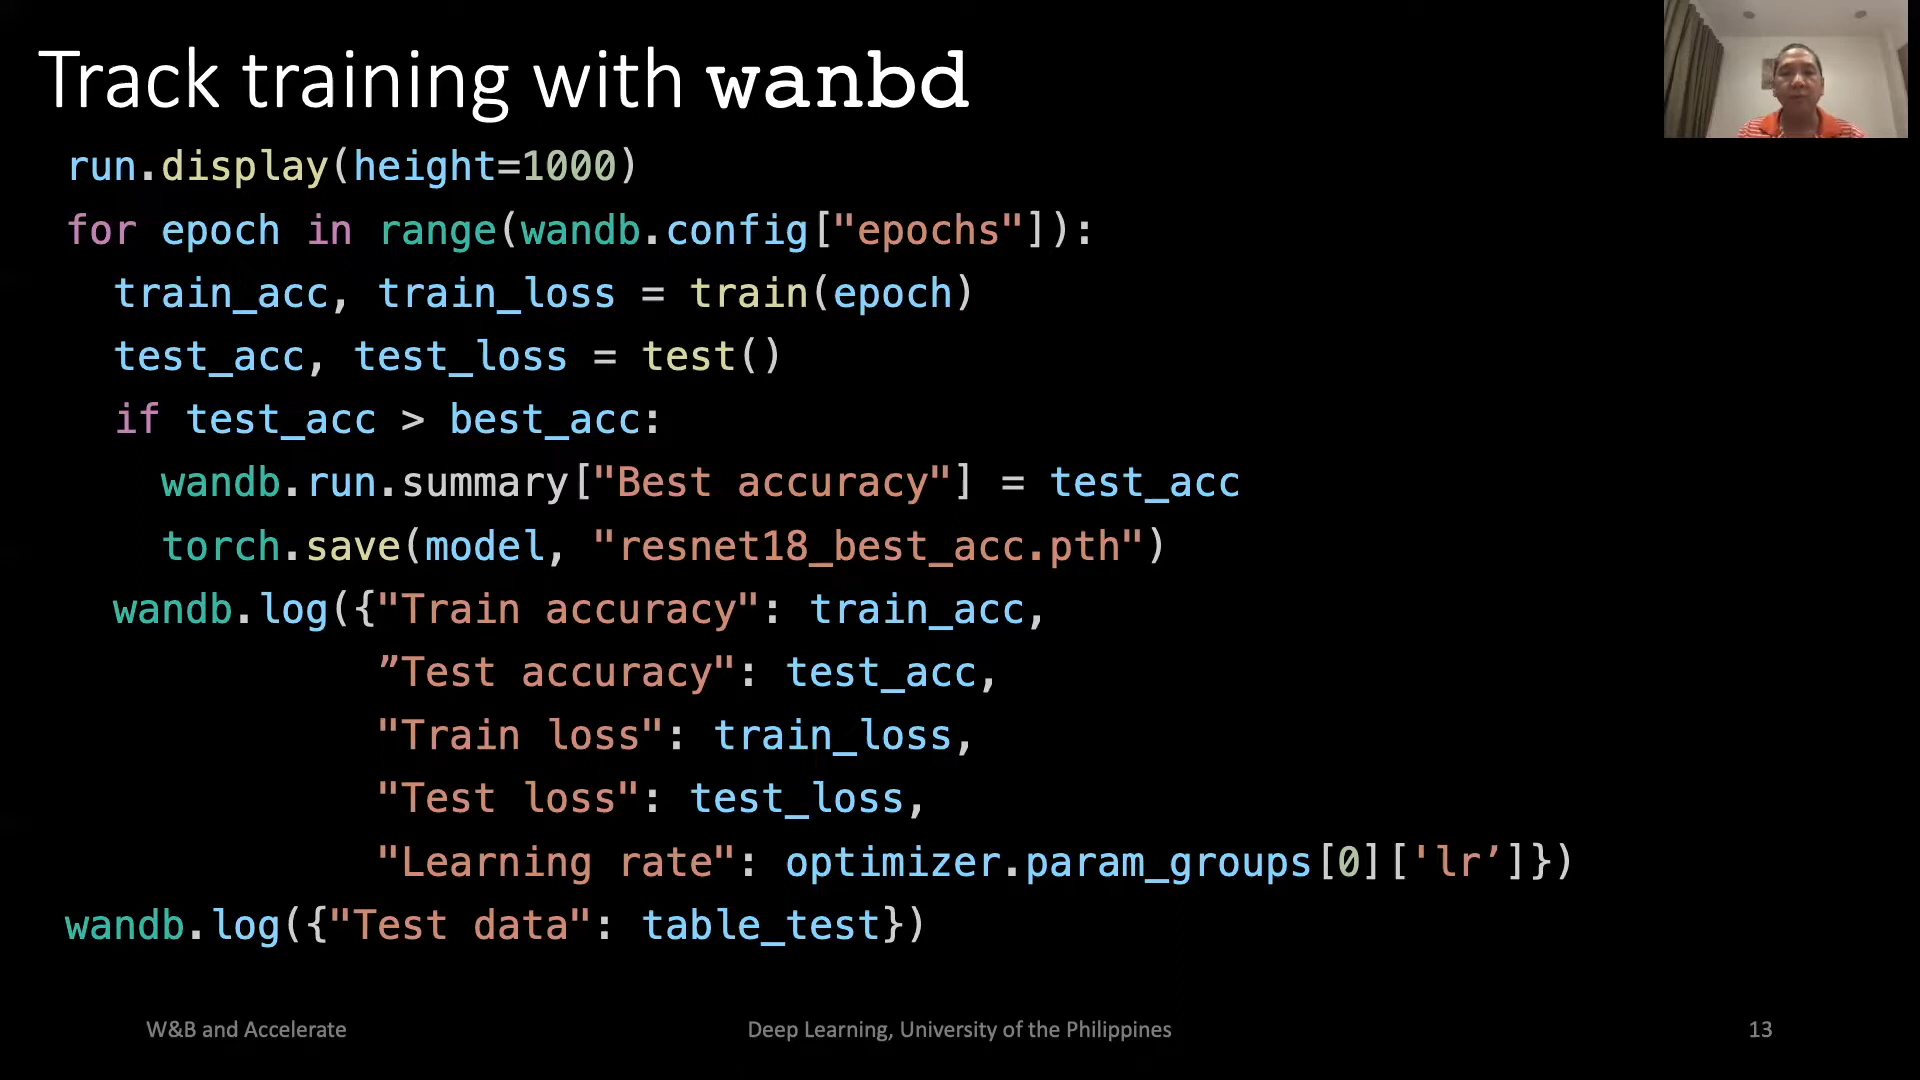 Track training with wanbd
run.display(height=1000)
for epoch in range(wandb.config["epochs"]):
train_acc, train_loss = train(epoch)
test_acc, test_loss = test()
if test_acc > best_acc:
wandb.run.summary["Best accuracy"] = test_acc
torch.save(model, "resnet18_best_acc.pth")
wandb.log({"Train accuracy": train_acc,
”Test accuracy": test_acc,
"Train loss": train_loss,
"Test loss": test_loss,
"Learning rate": optimizer.param_groups[0]['lr’]})
wandb.log({"Test data": table_test})
W&B and Accelerate
Deep Learning, University of the Philippines
13